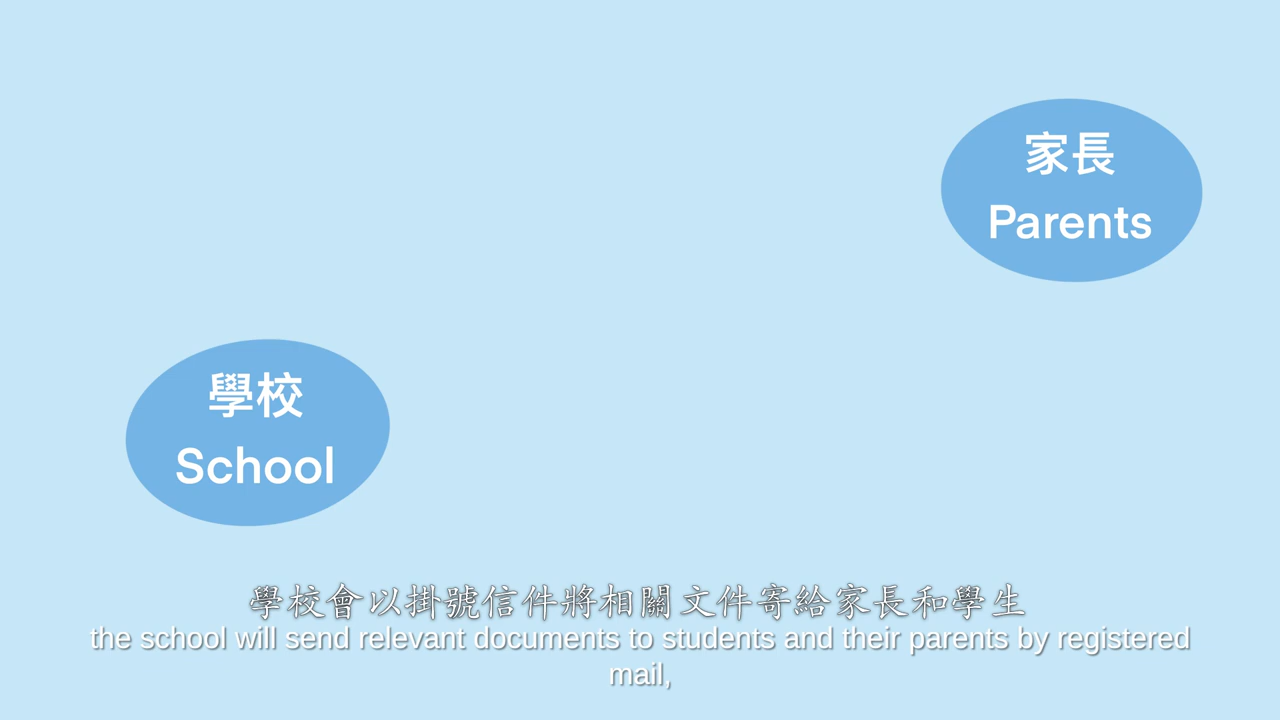 家長
Parents
學校
School
學校會以掛號信件將相關文件寄給家長和學生
the school will send relevant documents to students and their parents by registered
mail,